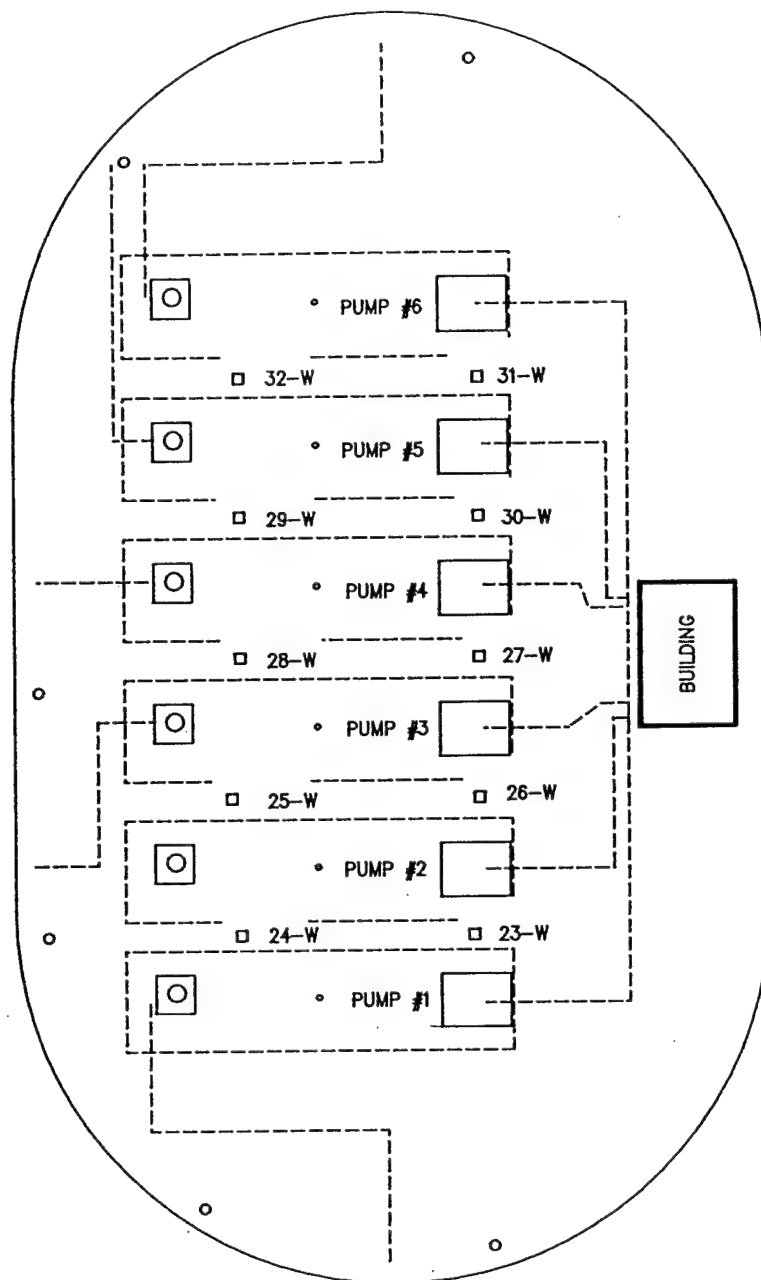 PUMP #6
32-W 31-W
PUMP #5
29-W 30-W
PUMP #4
28-W 27-W
BUILDING
PUMP #3
25-W 26-W
PUMP #2
24-W 23-W
PUMP #1